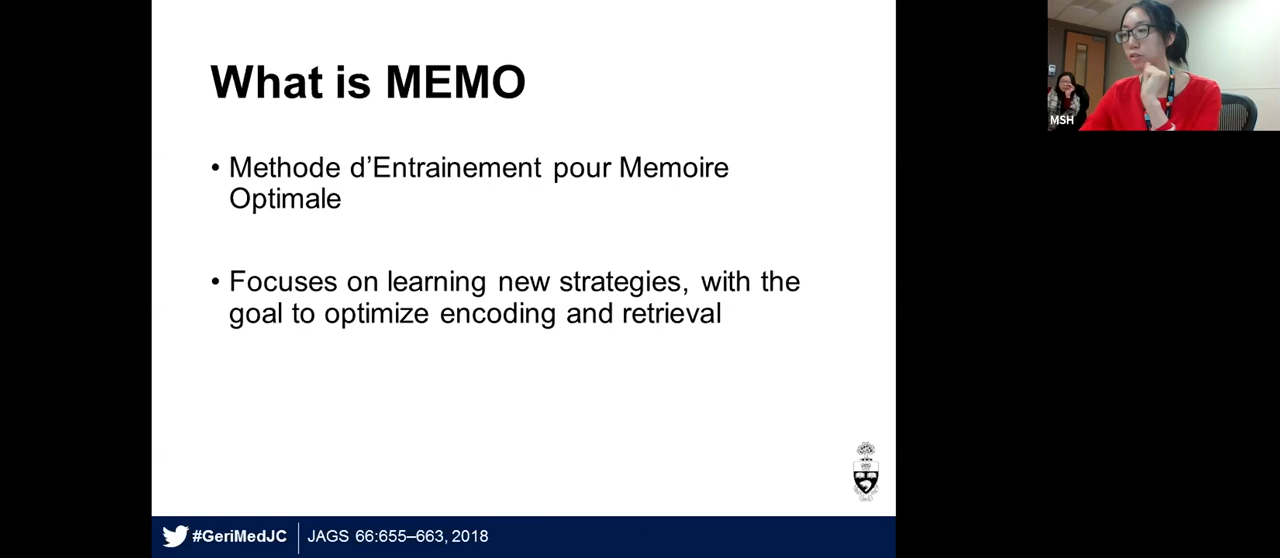 What is MEMO
• Methode d’Entrainement pour Memoire
Optimale
• Focuses on learning new strategies, with the
goal to optimize encoding and retrieval
#GeriMedJC
JAGS 66:655–663, 2018
MSH